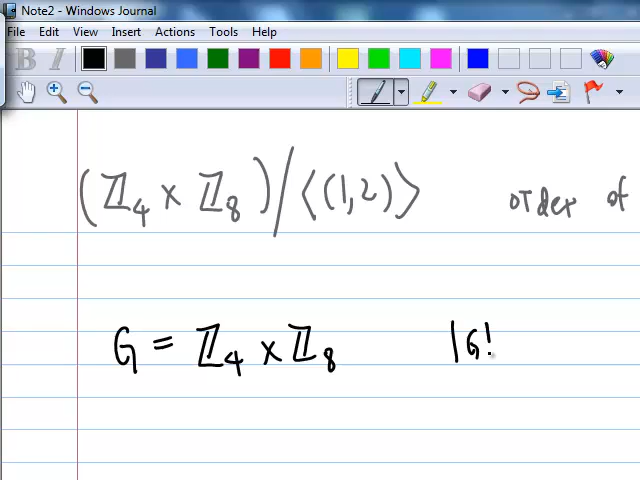 Note2 - Windows Journal
File Edit View Insert Actions Tools Help
B I
(ℤ₄ × ℤ₈)/⟨(1,2)⟩ order of
G = ℤ₄ × ℤ₈ |G|